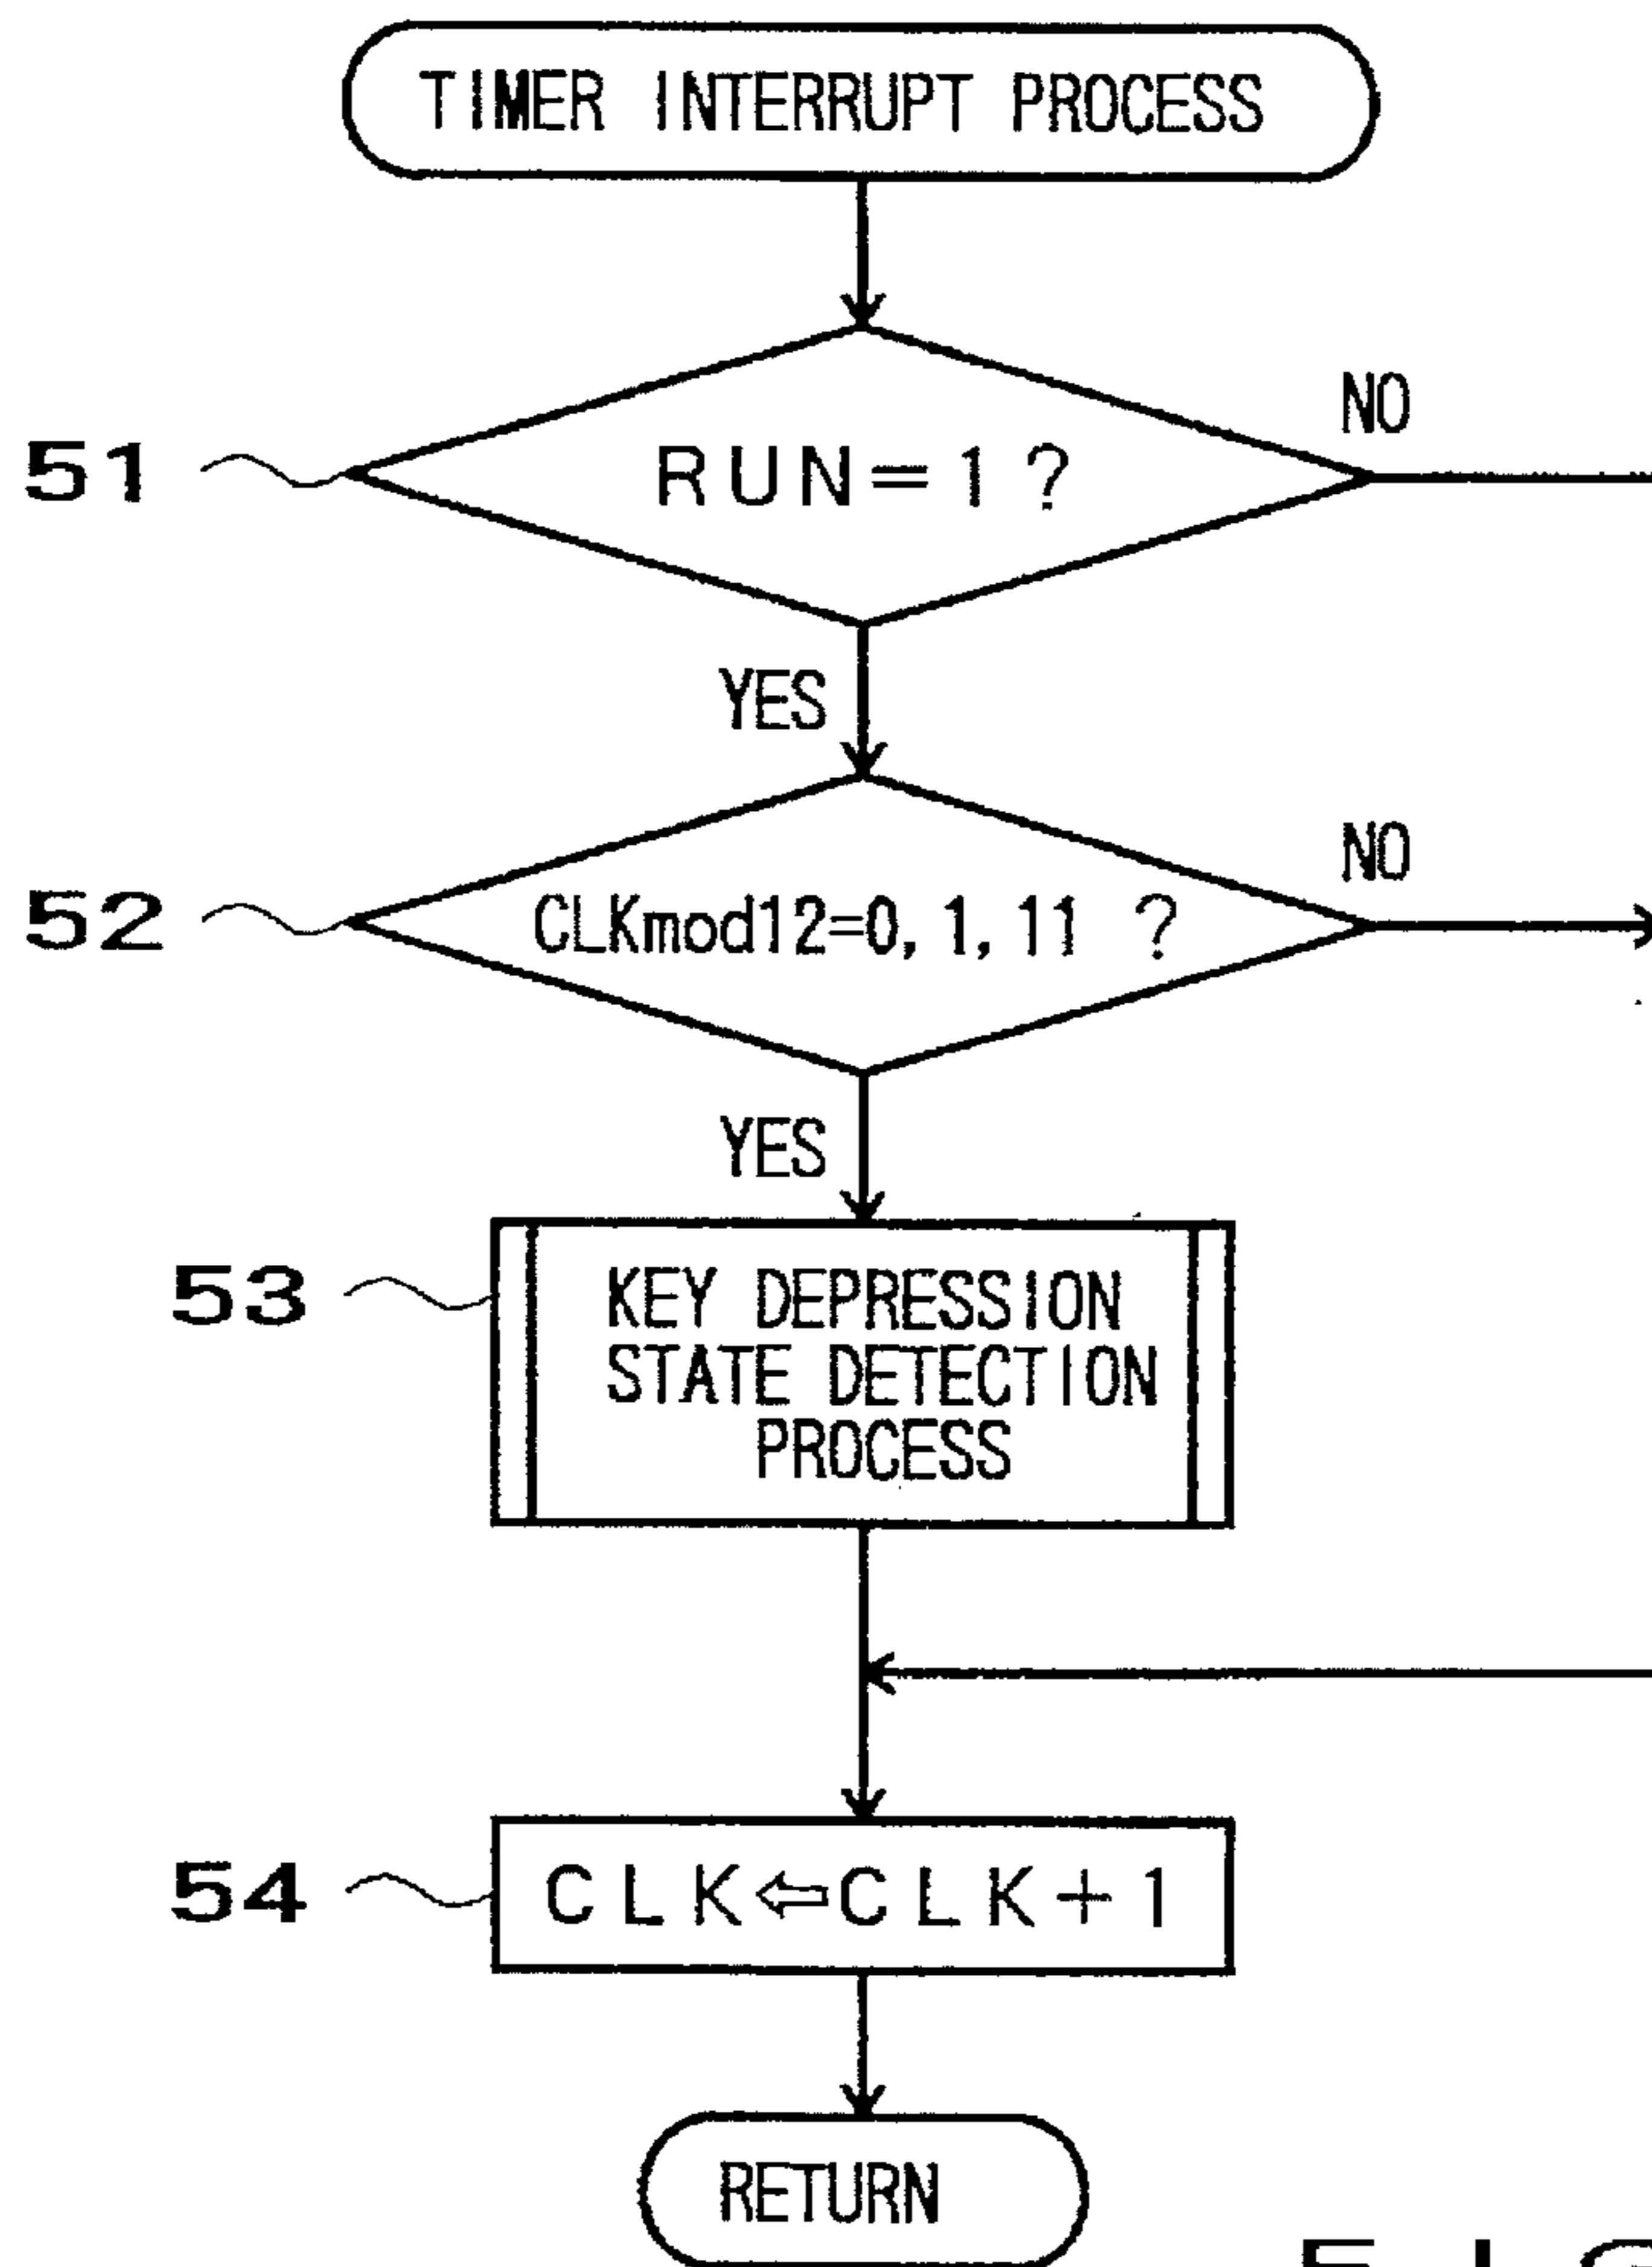 TIMER INTERRUPT PROCESS
NO
51 RUN=1 ?
YES
NO
52 CLKmod12=0, 1, 11 ?
YES
53 KEY DEPRESSION
STATE DETECTION
PROCESS
54 CLK⇦CLK+1
RETURN